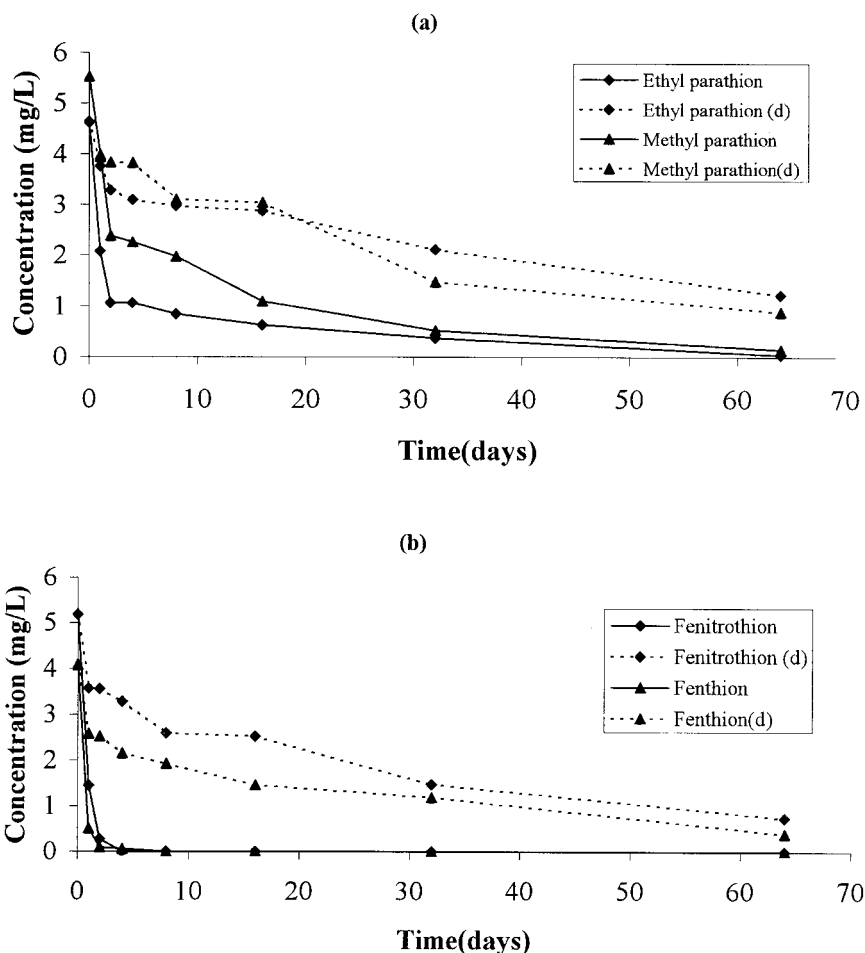 (a)
Concentration (mg/L)
6
5
4
3
2
1
0
0 10 20 30 40 50 60 70
Time(days)
Ethyl parathion
Ethyl parathion (d)
Methyl parathion
Methyl parathion(d)
(b)
Concentration (mg/L)
6
5
4
3
2
1
0
0 10 20 30 40 50 60 70
Time(days)
Fenitrothion
Fenitrothion (d)
Fenthion
Fenthion(d)